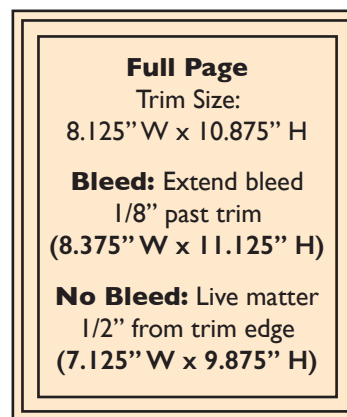 Full Page
Trim Size:
8.125” W x 10.875” H
Bleed: Extend bleed
1/8” past trim
(8.375” W x 11.125” H)
No Bleed: Live matter
1/2” from trim edge
(7.125” W x 9.875” H)